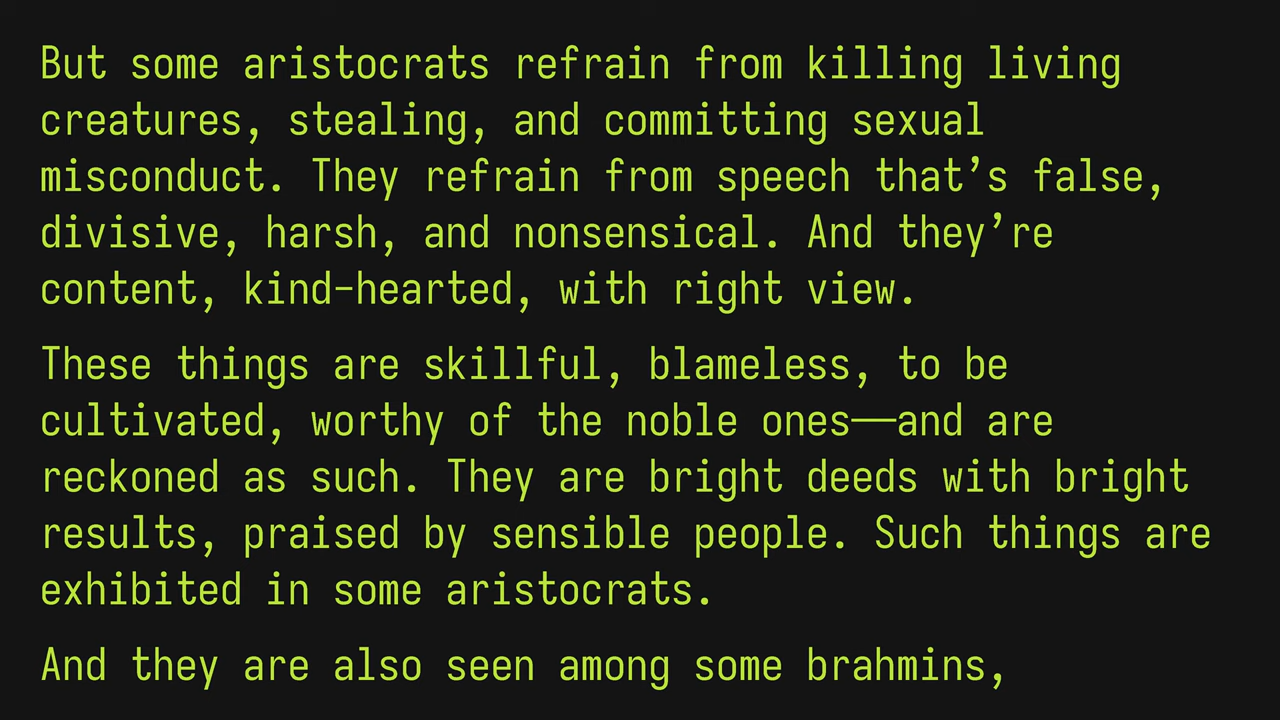 But some aristocrats refrain from killing living
creatures, stealing, and committing sexual
misconduct. They refrain from speech that’s false,
divisive, harsh, and nonsensical. And they’re
content, kind-hearted, with right view.
These things are skillful, blameless, to be
cultivated, worthy of the noble ones—and are
reckoned as such. They are bright deeds with bright
results, praised by sensible people. Such things are
exhibited in some aristocrats.
And they are also seen among some brahmins,